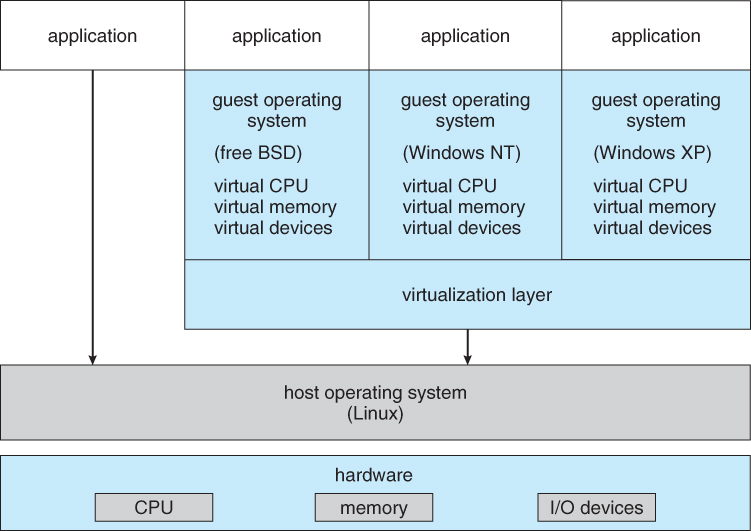 application
application
application
application
guest operating
system
(free BSD)
virtual CPU
virtual memory
virtual devices
guest operating
system
(Windows NT)
virtual CPU
virtual memory
virtual devices
guest operating
system
(Windows XP)
virtual CPU
virtual memory
virtual devices
virtualization layer
host operating system
(Linux)
hardware
CPU
memory
I/O devices